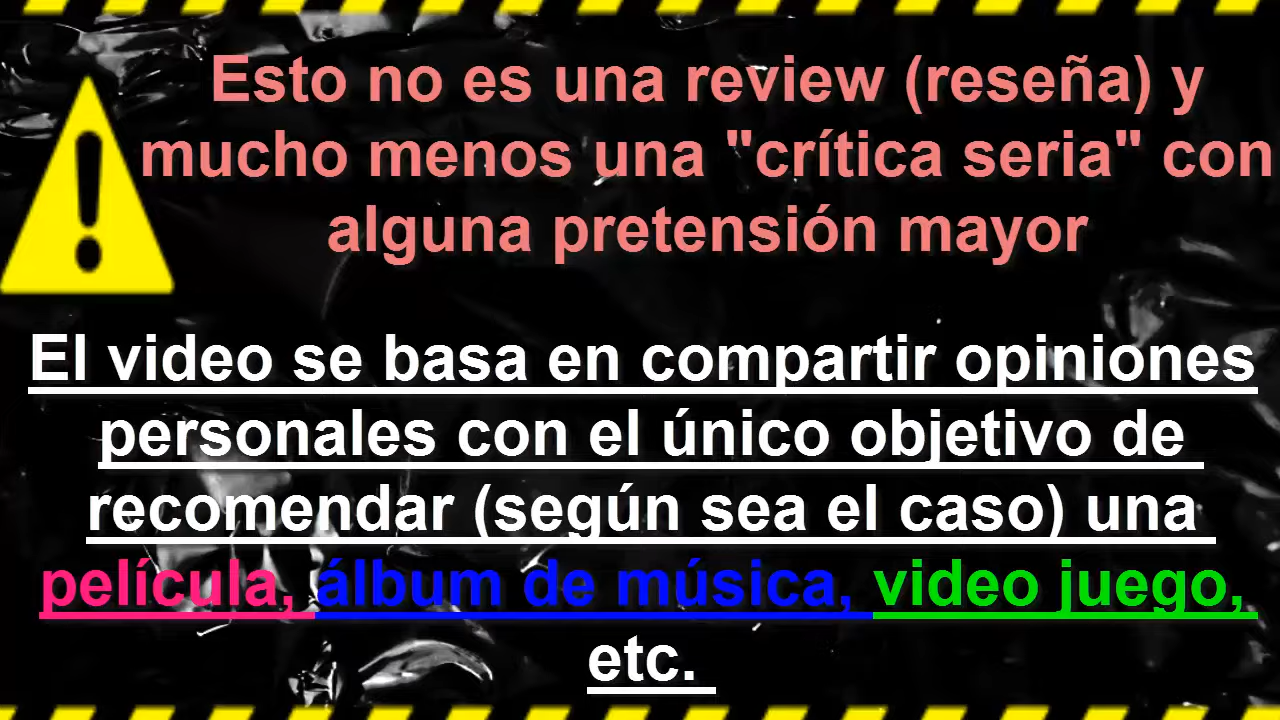 Esto no es una review (reseña) y
mucho menos una "crítica seria" con
alguna pretensión mayor
El video se basa en compartir opiniones
personales con el único objetivo de
recomendar (según sea el caso) una
película, álbum de música, video juego,
etc.